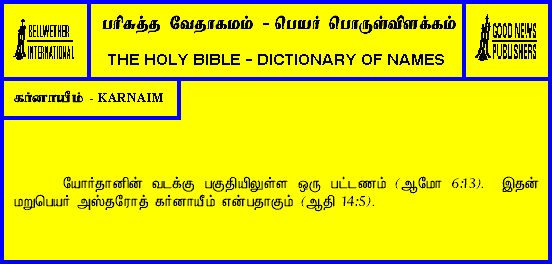 BELLWETHER
INTERNATIONAL
பரிசுத்த வேதாகமம் - பெயர் பொருள்விளக்கம்
THE HOLY BIBLE - DICTIONARY OF NAMES
GOOD NEWS
PUBLISHERS
கர்னாயீம் - KARNAIM
யோர்தானின் வடக்கு பகுதியிலுள்ள ஒரு பட்டணம் (ஆமோ 6:13). இதன்
மறுபெயர் அஸ்தரோத் கர்னாயீம் என்பதாகும் (ஆதி 14:5).